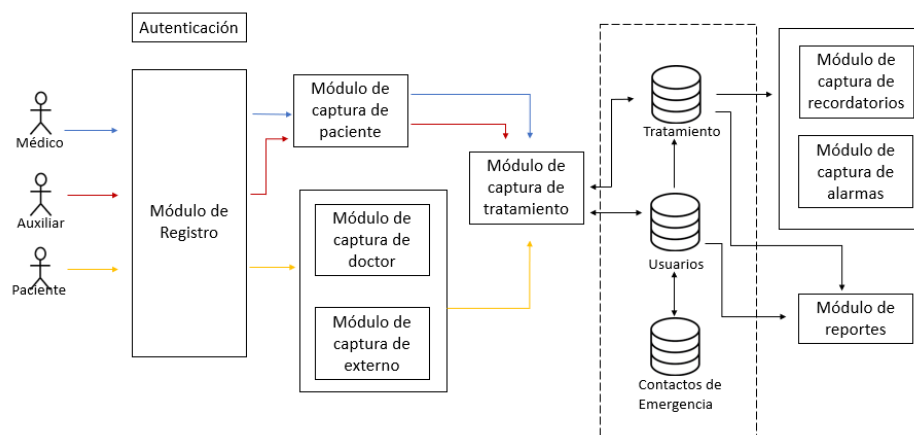 Autenticación
Médico
Auxiliar
Paciente
Módulo de
Registro
Módulo de
captura de
paciente
Módulo de
captura de
doctor
Módulo de
captura de
externo
Módulo de
captura de
tratamiento
Tratamiento
Usuarios
Contactos de
Emergencia
Módulo de
captura de
recordatorios
Módulo de
captura de
alarmas
Módulo de
reportes